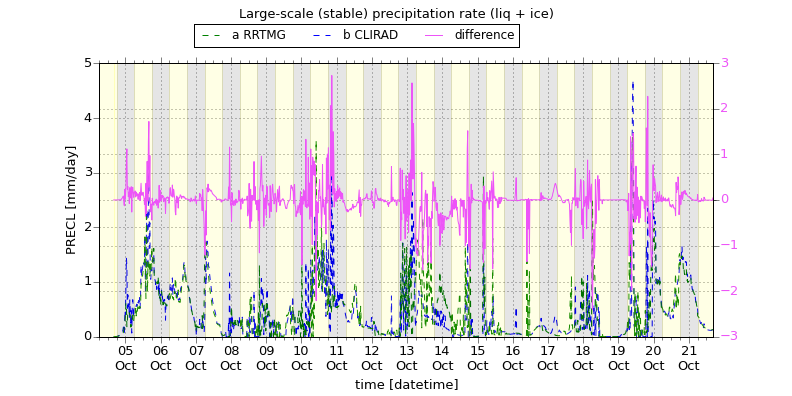 Large-scale (stable) precipitation rate (liq + ice)
a RRTMG b CLIRAD difference
PRECL [mm/day]
5
4
3
2
1
0
3
2
1
0
−1
−2
−3
05 06 07 08 09 10 11 12 13 14 15 16 17 18 19 20 21
Oct Oct Oct Oct Oct Oct Oct Oct Oct Oct Oct Oct Oct Oct Oct Oct Oct
time [datetime]